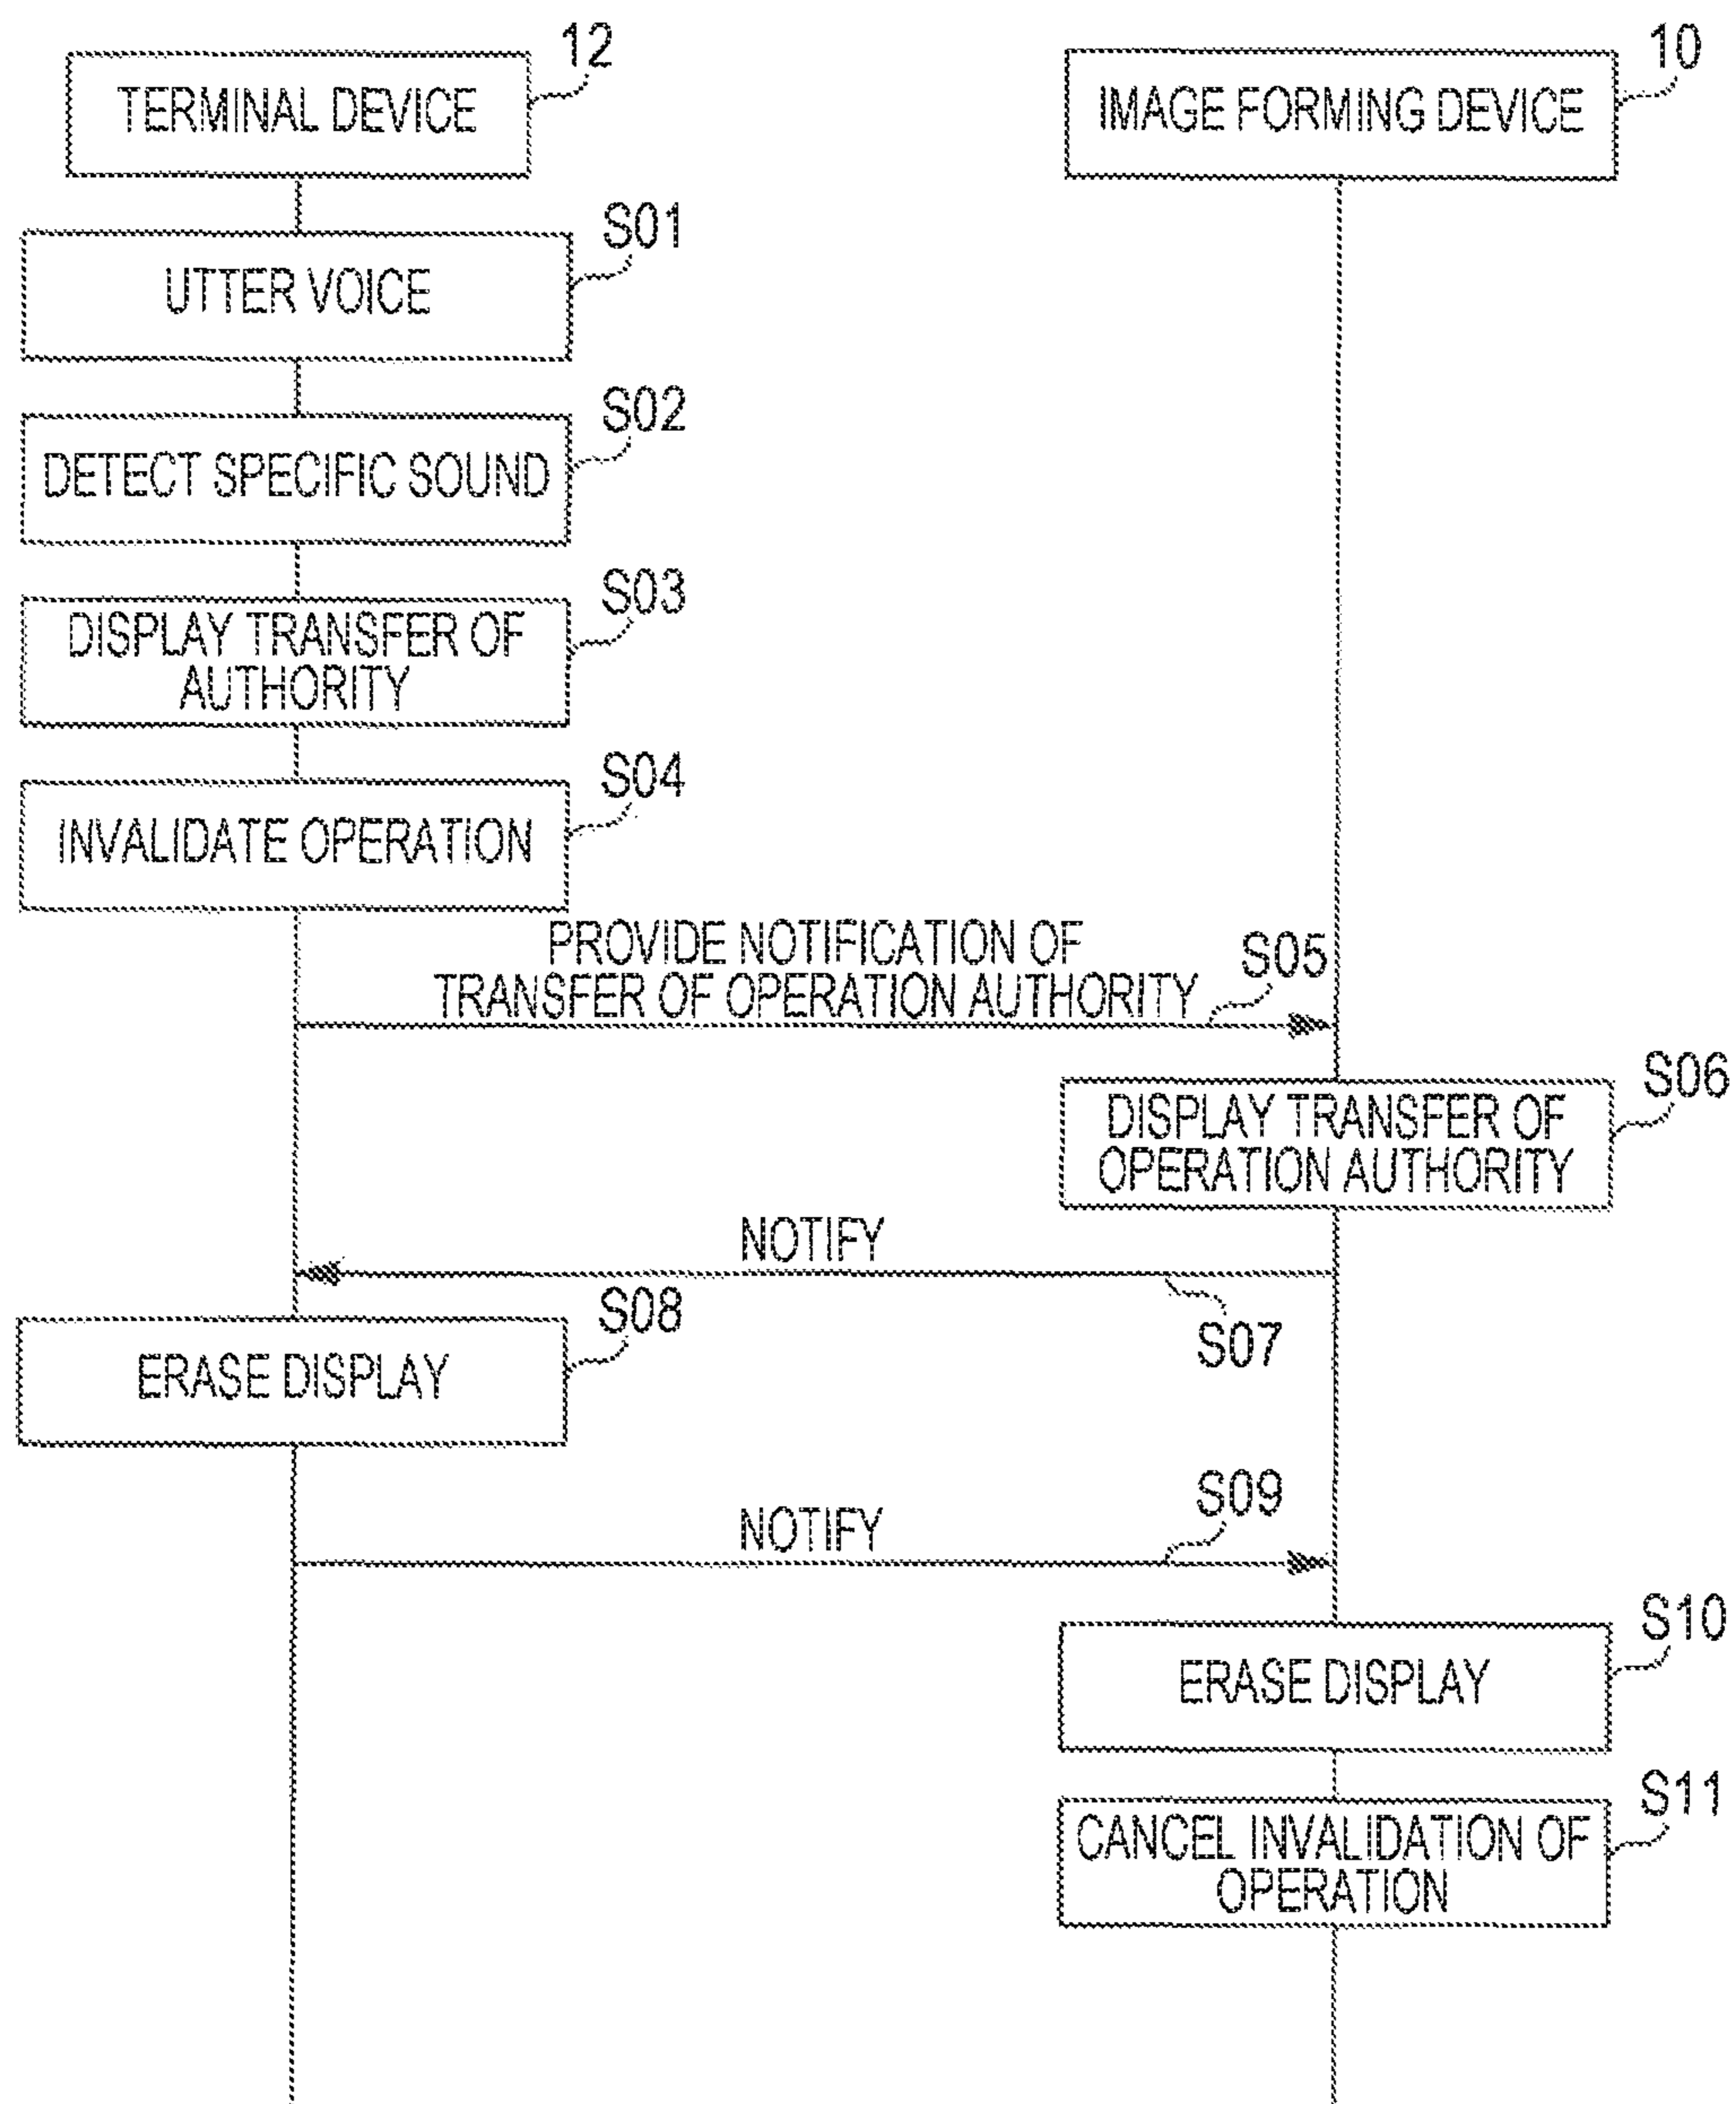 12
TERMINAL DEVICE
10
IMAGE FORMING DEVICE
S01
UTTER VOICE
S02
DETECT SPECIFIC SOUND
S03
DISPLAY TRANSFER OF
AUTHORITY
S04
INVALIDATE OPERATION
PROVIDE NOTIFICATION OF
TRANSFER OF OPERATION AUTHORITY
S05
S06
DISPLAY TRANSFER OF
OPERATION AUTHORITY
NOTIFY
S07
S08
ERASE DISPLAY
NOTIFY
S09
S10
ERASE DISPLAY
S11
CANCEL INVALIDATION OF
OPERATION